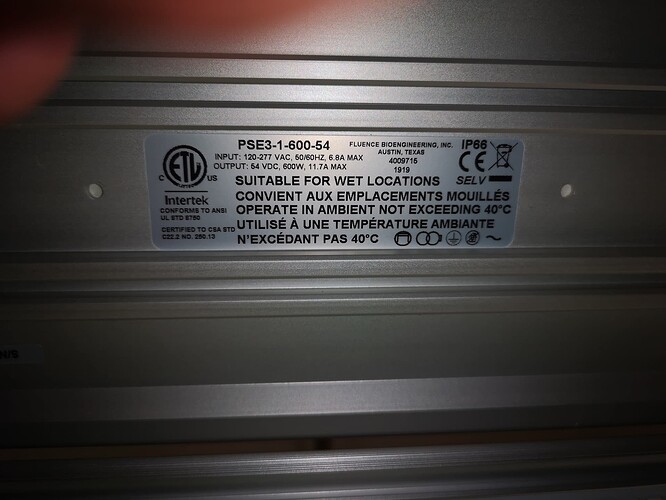 PSE3-1-600-54
FLUENCE BIOENGINEERING, INC.
AUSTIN, TEXAS
4009715
1919
IP66
INPUT: 120-277 VAC, 50/60HZ, 6.8A MAX
OUTPUT: 54 VDC, 600W, 11.7A MAX
C ETL US
CE
SELV
Intertek
CONFORMS TO ANSI
UL STD 8750
CERTIFIED TO CSA STD
C22.2 NO. 250.13
SUITABLE FOR WET LOCATIONS
CONVIENT AUX EMPLACEMENTS MOUILLÉS
OPERATE IN AMBIENT NOT EXCEEDING 40°C
UTILISÉ À UNE TEMPÉRATURE AMBIANTE
N'EXCÉDANT PAS 40°C